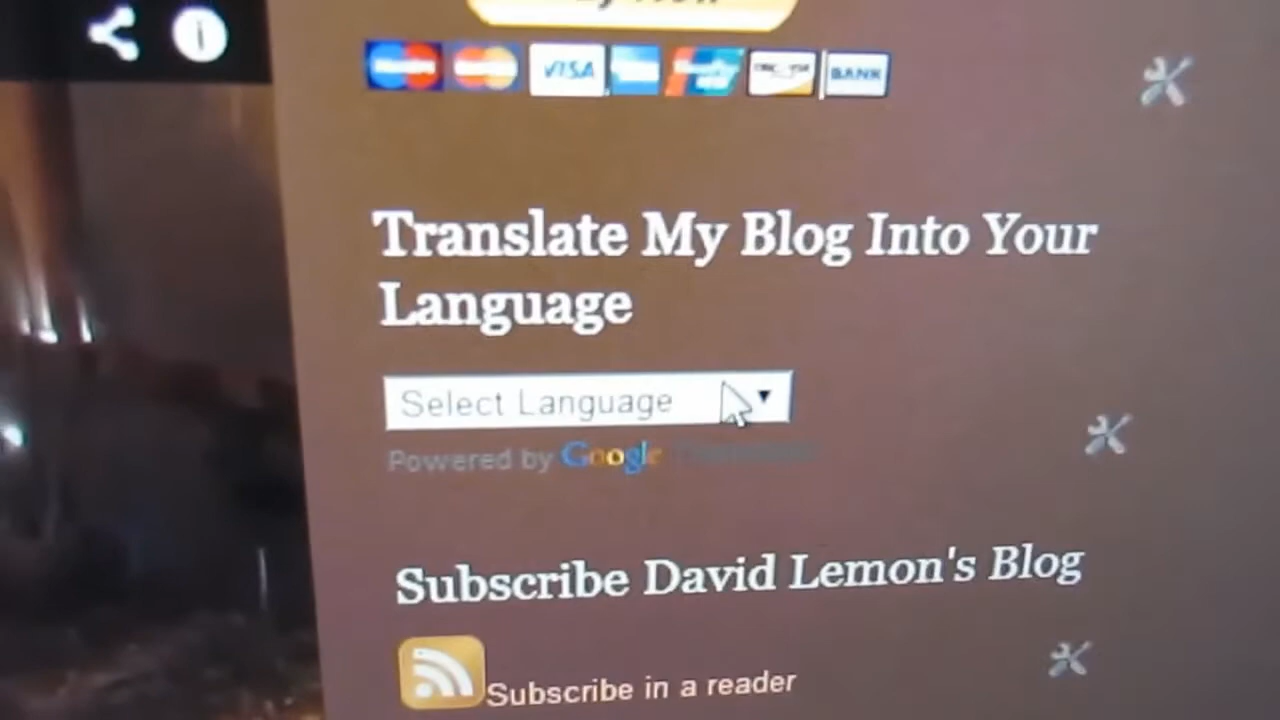 VISA
BANK
Translate My Blog Into Your
Language
Select Language
Powered by Google
Subscribe David Lemon's Blog
Subscribe in a reader